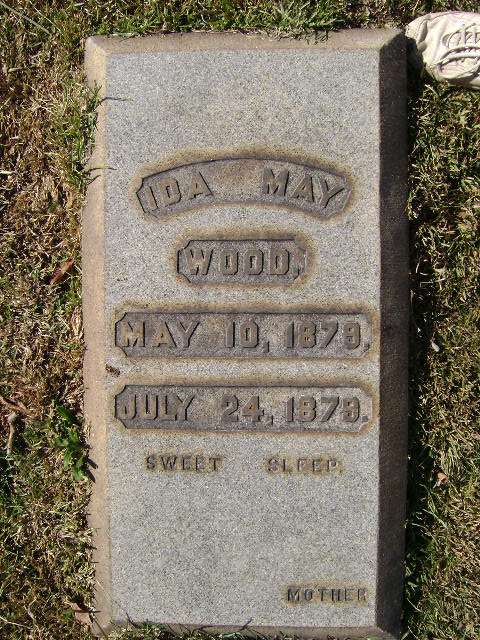 IDA MAY
WOOD,
MAY 10, 1879,
JULY 24, 1879.
SWEET SLEEP.
MOTHER